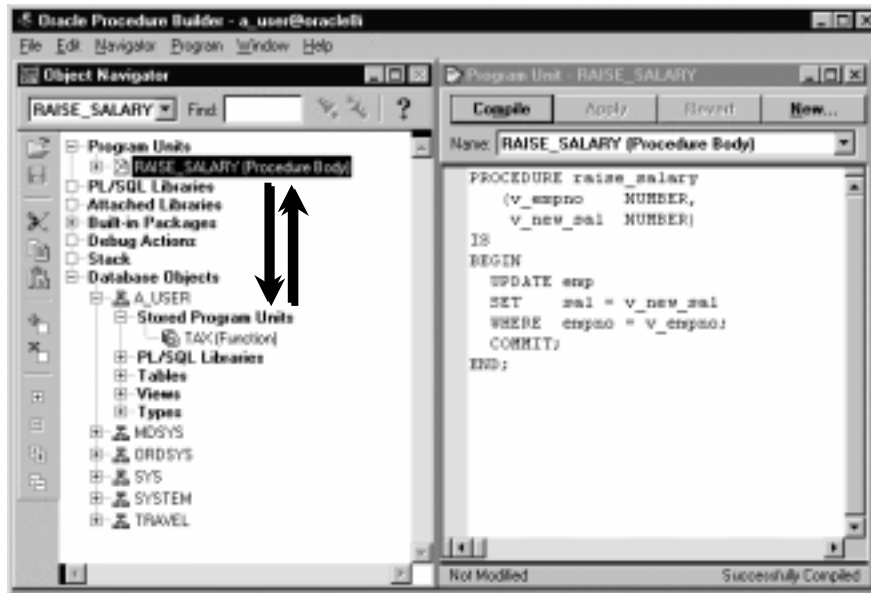 Oracle Procedure Builder - a_user@oraclelli
File Edit Navigator Program Window Help
Object Navigator
RAISE_SALARY Find:
Program Units
RAISE_SALARY (Procedure Body)
PL/SQL Libraries
Attached Libraries
Built-in Packages
Debug Actions
Stack
Database Objects
A_USER
Stored Program Units
TAX (Function)
PL/SQL Libraries
Tables
Views
Types
MDSYS
ORDSYS
SYS
SYSTEM
TRAVEL
Program Unit - RAISE_SALARY
Compile Apply Revert New...
Name: RAISE_SALARY (Procedure Body)
PROCEDURE raise_salary
(v_empno NUMBER,
v_new_sal NUMBER)
IS
BEGIN
UPDATE emp
SET sal = v_new_sal
WHERE empno = v_empno;
COMMIT;
END;
Not Modified Successfully Compiled